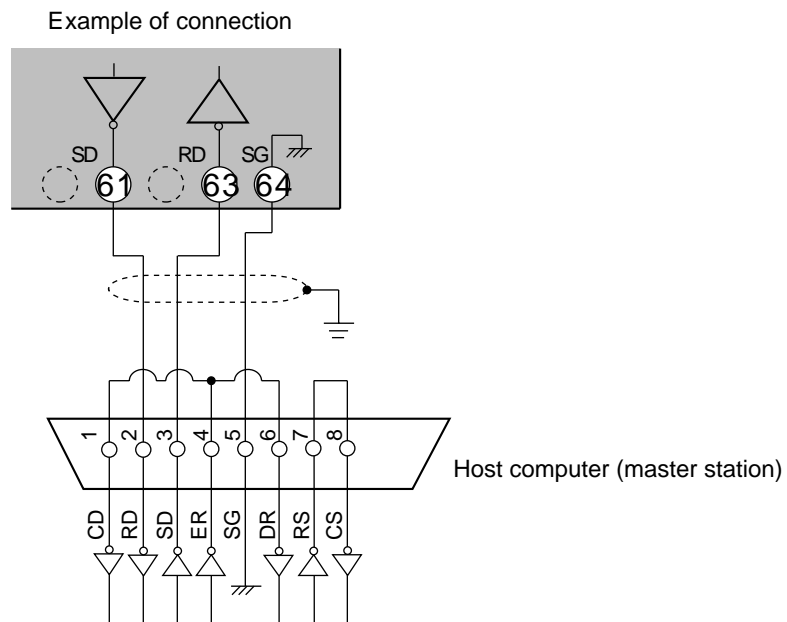 Example of connection
SD RD SG
61 63 64
1 2 3 4 5 6 7 8
Host computer (master station)
CD RD SD ER SG DR RS CS